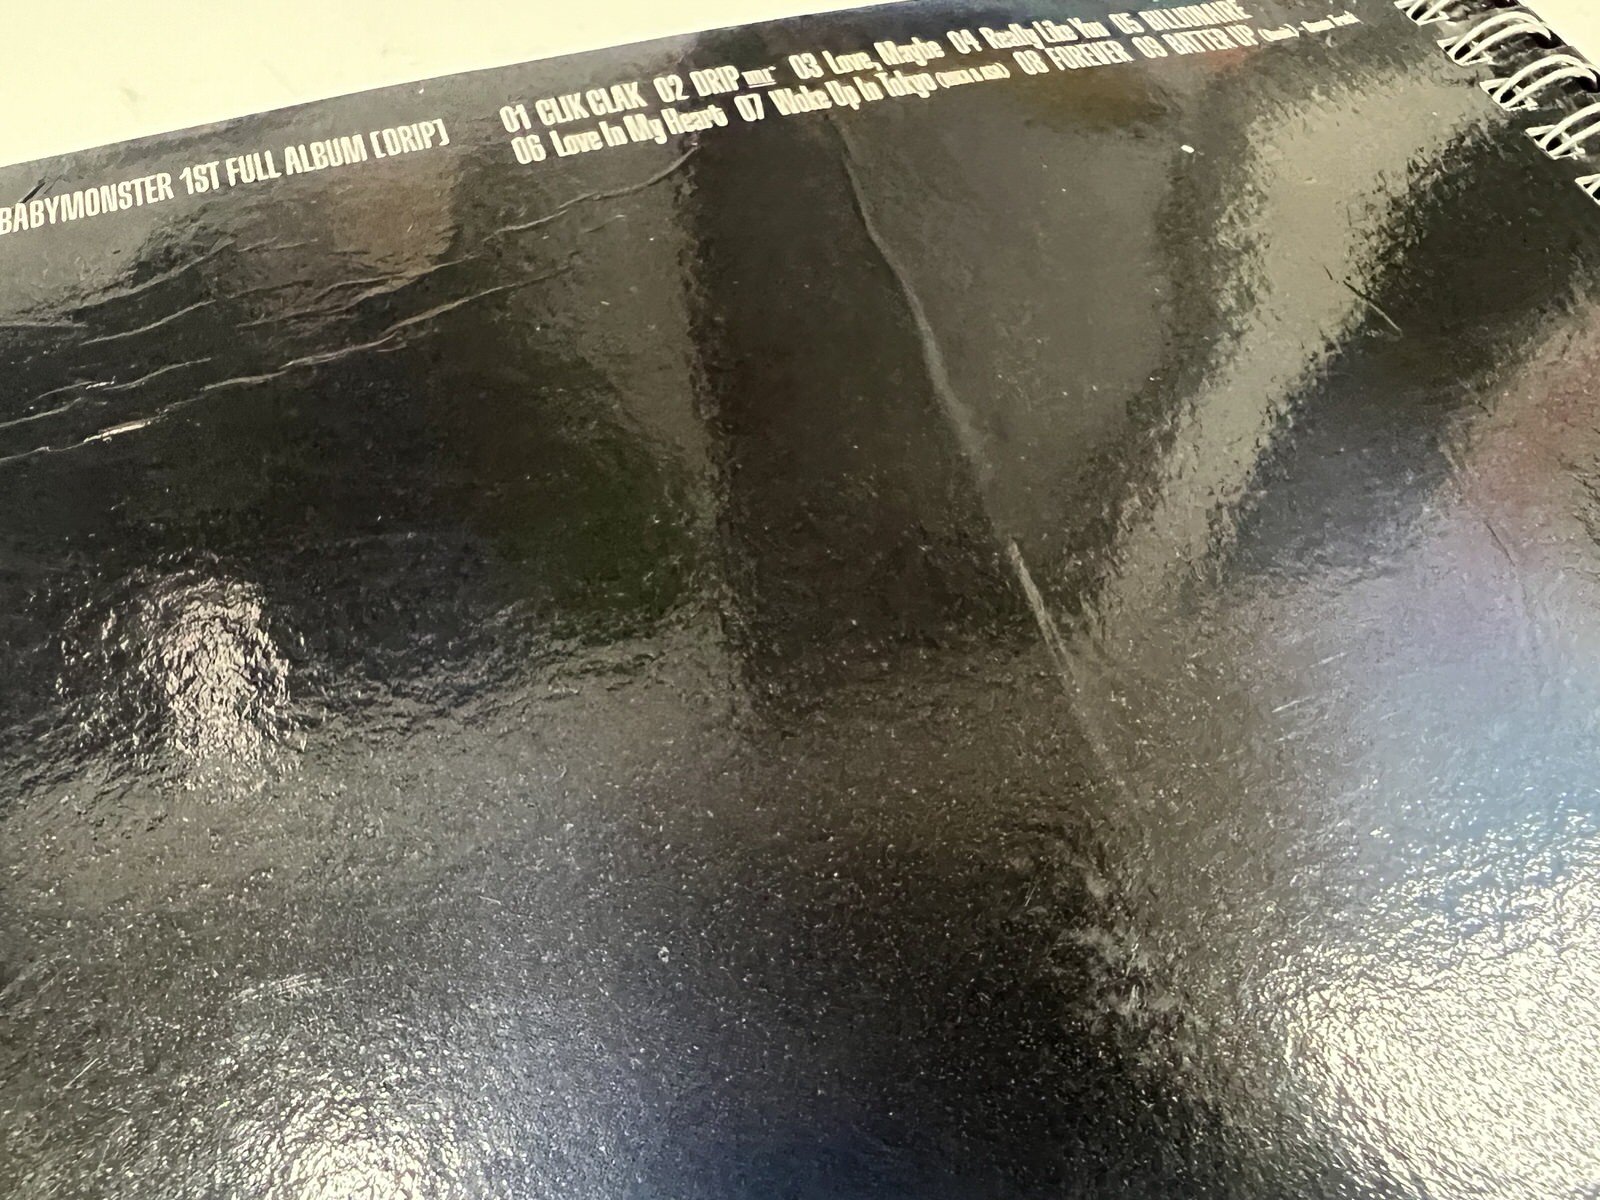 BABYMONSTER 1ST FULL ALBUM [DRIP]
01 CLIK CLAK 02 DRIP 03 Love, Maybe 04 Really Like You 05 BILLIONAIRE
06 Love In My Heart 07 Woke Up In Tokyo 08 FOREVER 09 BATTER UP